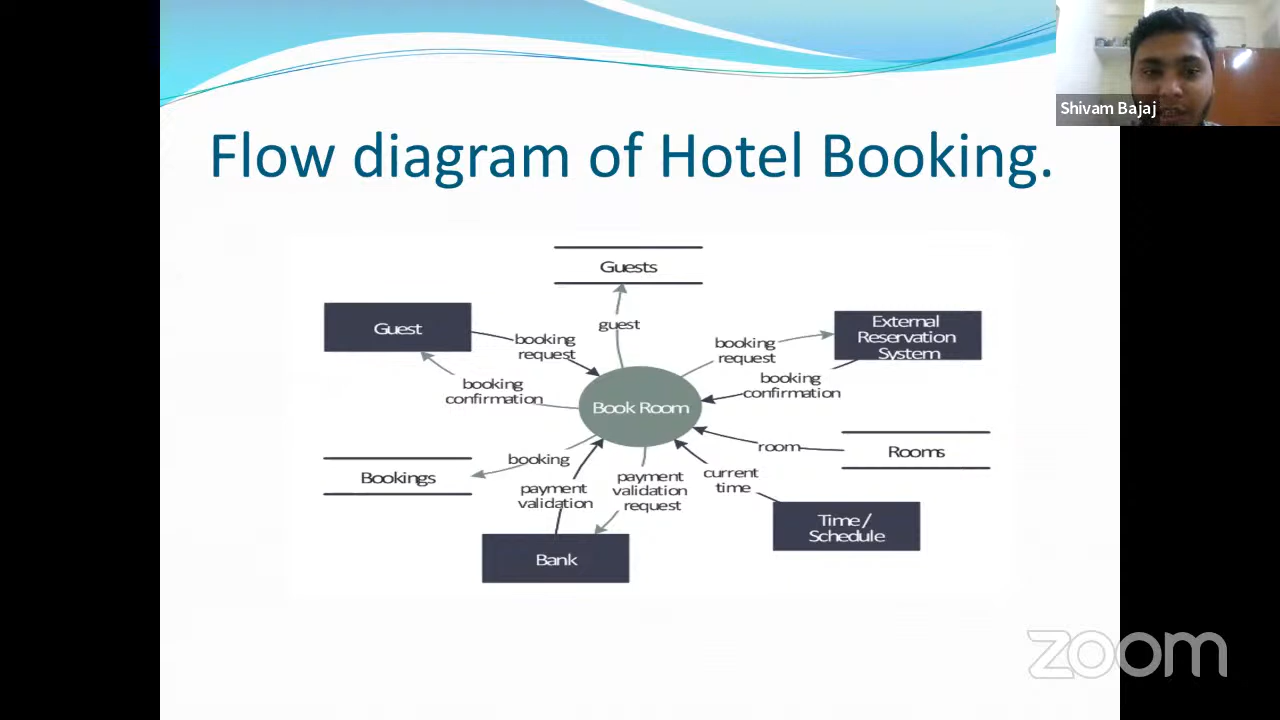 Shivam Bajaj
Flow diagram of Hotel Booking.
Guests
Guest
guest
External
Reservation
System
booking
request
booking
request
booking
confirmation
booking
confirmation
Book Room
room
Rooms
booking
Bookings
payment
validation
payment
validation
request
current
time
Time /
Schedule
Bank
zoom